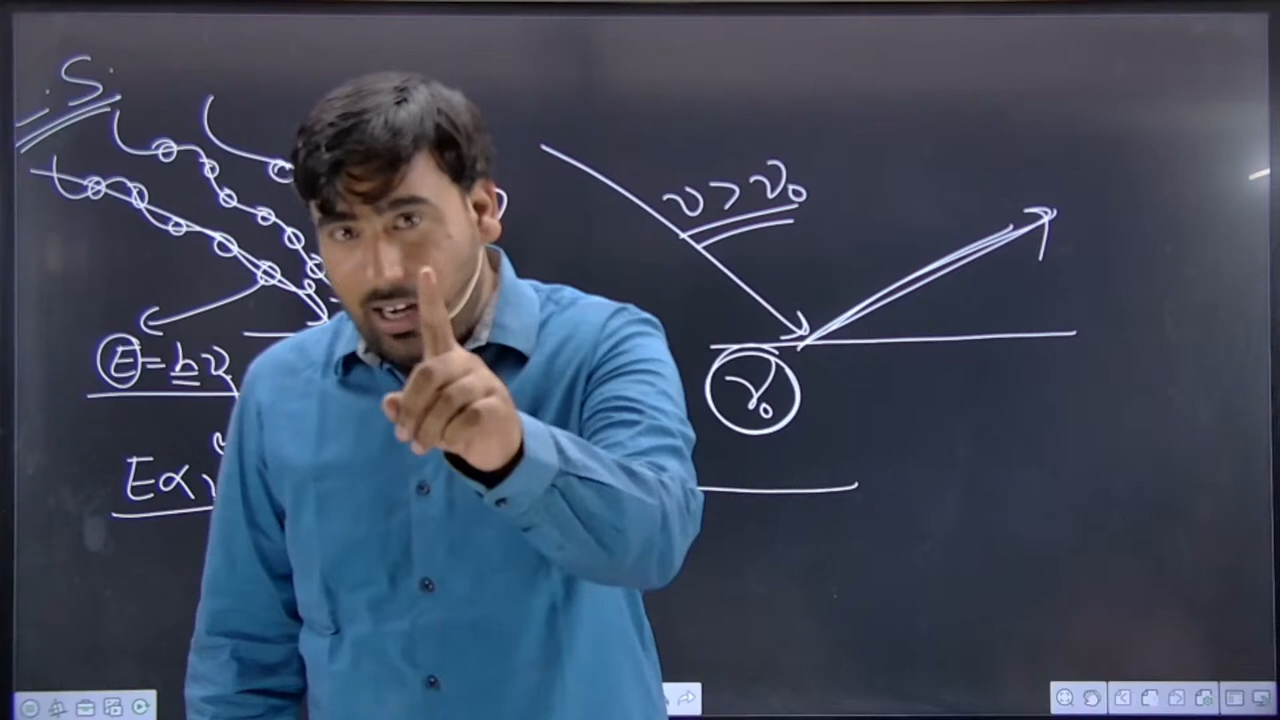 .S.
ν > ν₀
E = hν
ν₀
E α ν